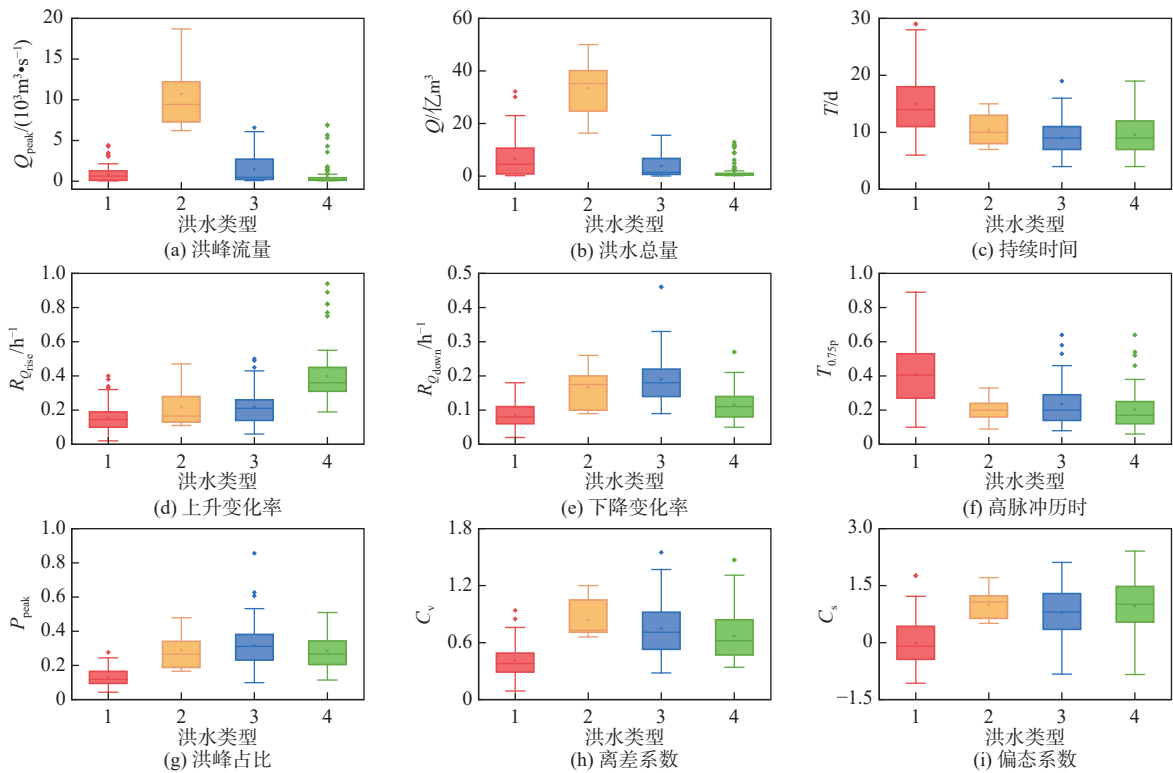 20
15
10
5
0
Q_peak/(10³m³•s⁻¹)
1 2 3 4
洪水类型
(a) 洪峰流量
60
40
20
0
Q/亿m³
1 2 3 4
洪水类型
(b) 洪水总量
30
20
10
0
T/d
1 2 3 4
洪水类型
(c) 持续时间
1.0
0.8
0.6
0.4
0.2
0
R_Qrise/h⁻¹
1 2 3 4
洪水类型
(d) 上升变化率
0.5
0.4
0.3
0.2
0.1
0
R_Qdown/h⁻¹
1 2 3 4
洪水类型
(e) 下降变化率
1.0
0.8
0.6
0.4
0.2
0
T_0.75p
1 2 3 4
洪水类型
(f) 高脉冲历时
1.0
0.8
0.6
0.4
0.2
0
P_peak
1 2 3 4
洪水类型
(g) 洪峰占比
1.8
1.2
0.6
0
C_v
1 2 3 4
洪水类型
(h) 离差系数
3.0
1.5
0
−1.5
C_s
1 2 3 4
洪水类型
(i) 偏态系数